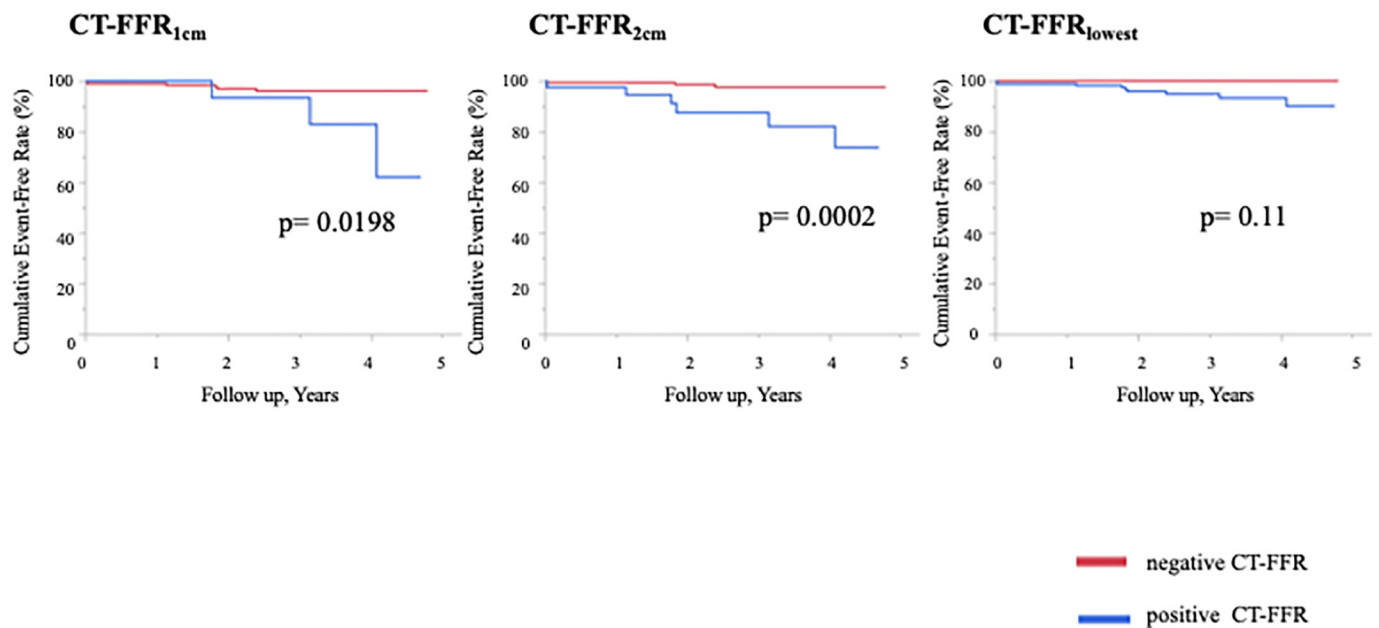 CT-FFR1cm
CT-FFR2cm
CT-FFRlowest
Cumulative Event-Free Rate (%)
100
80
60
40
20
0
p= 0.0198
0 1 2 3 4 5
Follow up, Years
Cumulative Event-Free Rate (%)
100
80
60
40
20
0
p= 0.0002
0 1 2 3 4 5
Follow up, Years
Cumulative Event-Free Rate (%)
100
80
60
40
20
0
p= 0.11
0 1 2 3 4 5
Follow up, Years
negative CT-FFR
positive CT-FFR